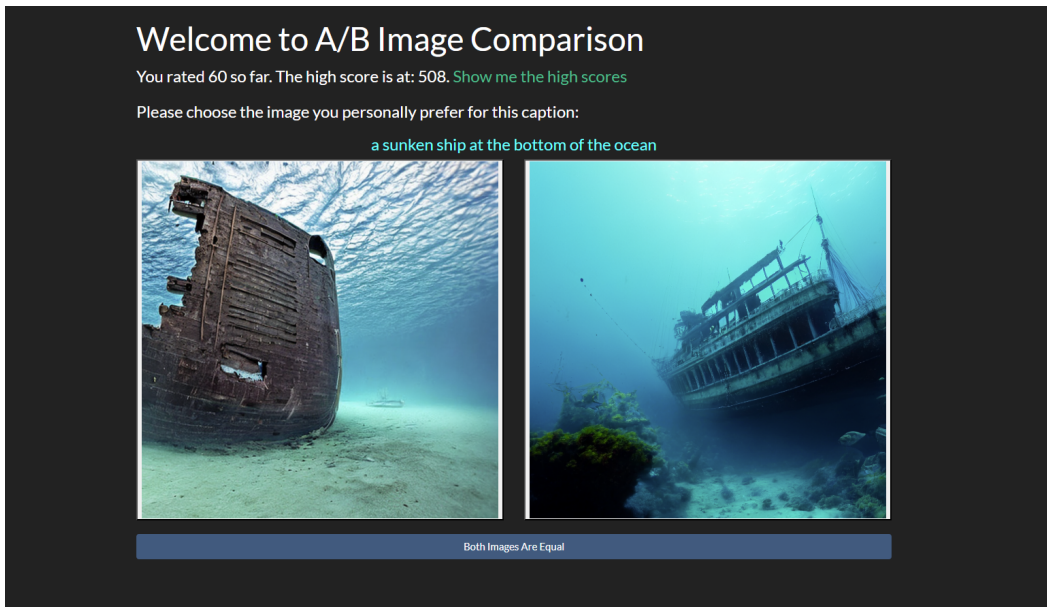 Welcome to A/B Image Comparison
You rated 60 so far. The high score is at: 508. Show me the high scores
Please choose the image you personally prefer for this caption:
a sunken ship at the bottom of the ocean
Both Images Are Equal